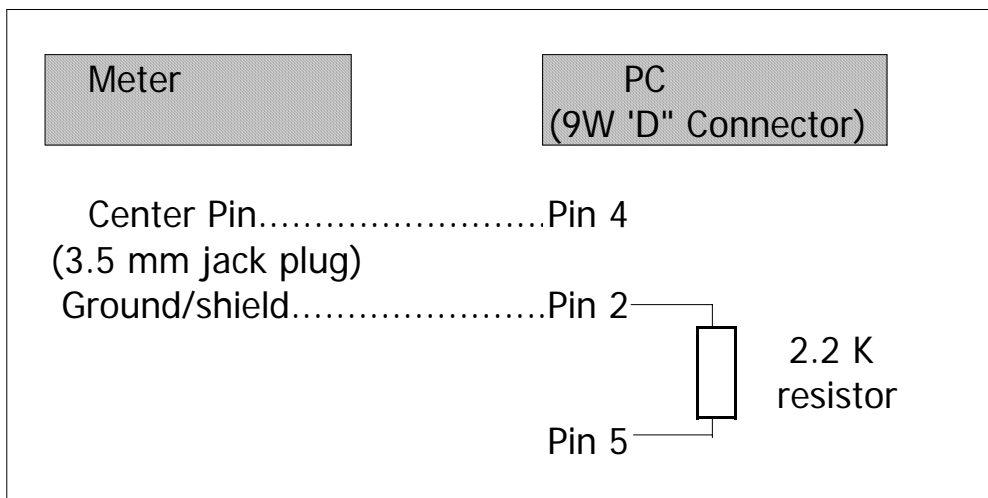 Meter
PC
(9W 'D" Connector)
Center Pin..........................Pin 4
(3.5 mm jack plug)
Ground/shield.......................Pin 2
2.2 K
resistor
Pin 5